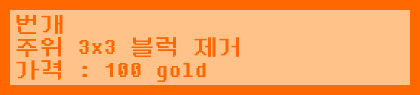 번개
주위 3x3 블럭 제거
가격 : 100 gold